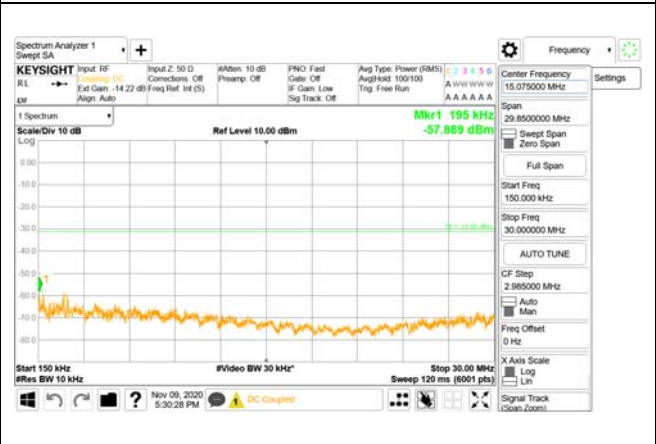 Spectrum Analyzer 1
Swept SA
Frequency
KEYSIGHT
RL
Input: RF
Coupling: DC
Ext Gain: -14.22 dB
Align: Auto
Input Z: 50 Ω
Corrections: Off
Freq Ref: Int (S)
#Atten: 10 dB
Preamp: Off
PNO: Fast
Gate: Off
IF Gain: Low
Sig Track: Off
Avg Type: Power (RMS)
Avg|Hold: 100/100
Trig: Free Run
1 2 3 4 5 6
A W W W W W
A A A A A A
1 Spectrum
Scale/Div 10 dB
Log
Ref Level 10.00 dBm
Mkr1 195 kHz
-57.889 dBm
0.00
-10.0
-20.0
-30.0
-40.0
-50.0
-60.0
-70.0
-80.0
1
Start 150 kHz
#Res BW 10 kHz
#Video BW 30 kHz*
Stop 30.00 MHz
Sweep 120 ms (6001 pts)
Nov 09, 2020
5:30:28 PM
DC Coupled
Center Frequency
15.075000 MHz
Settings
Span
29.8500000 MHz
Swept Span
Zero Span
Full Span
Start Freq
150.000 kHz
Stop Freq
30.000000 MHz
AUTO TUNE
CF Step
2.985000 MHz
Auto
Man
Freq Offset
0 Hz
X Axis Scale
Log
Lin
Signal Track
(Span Zoom)